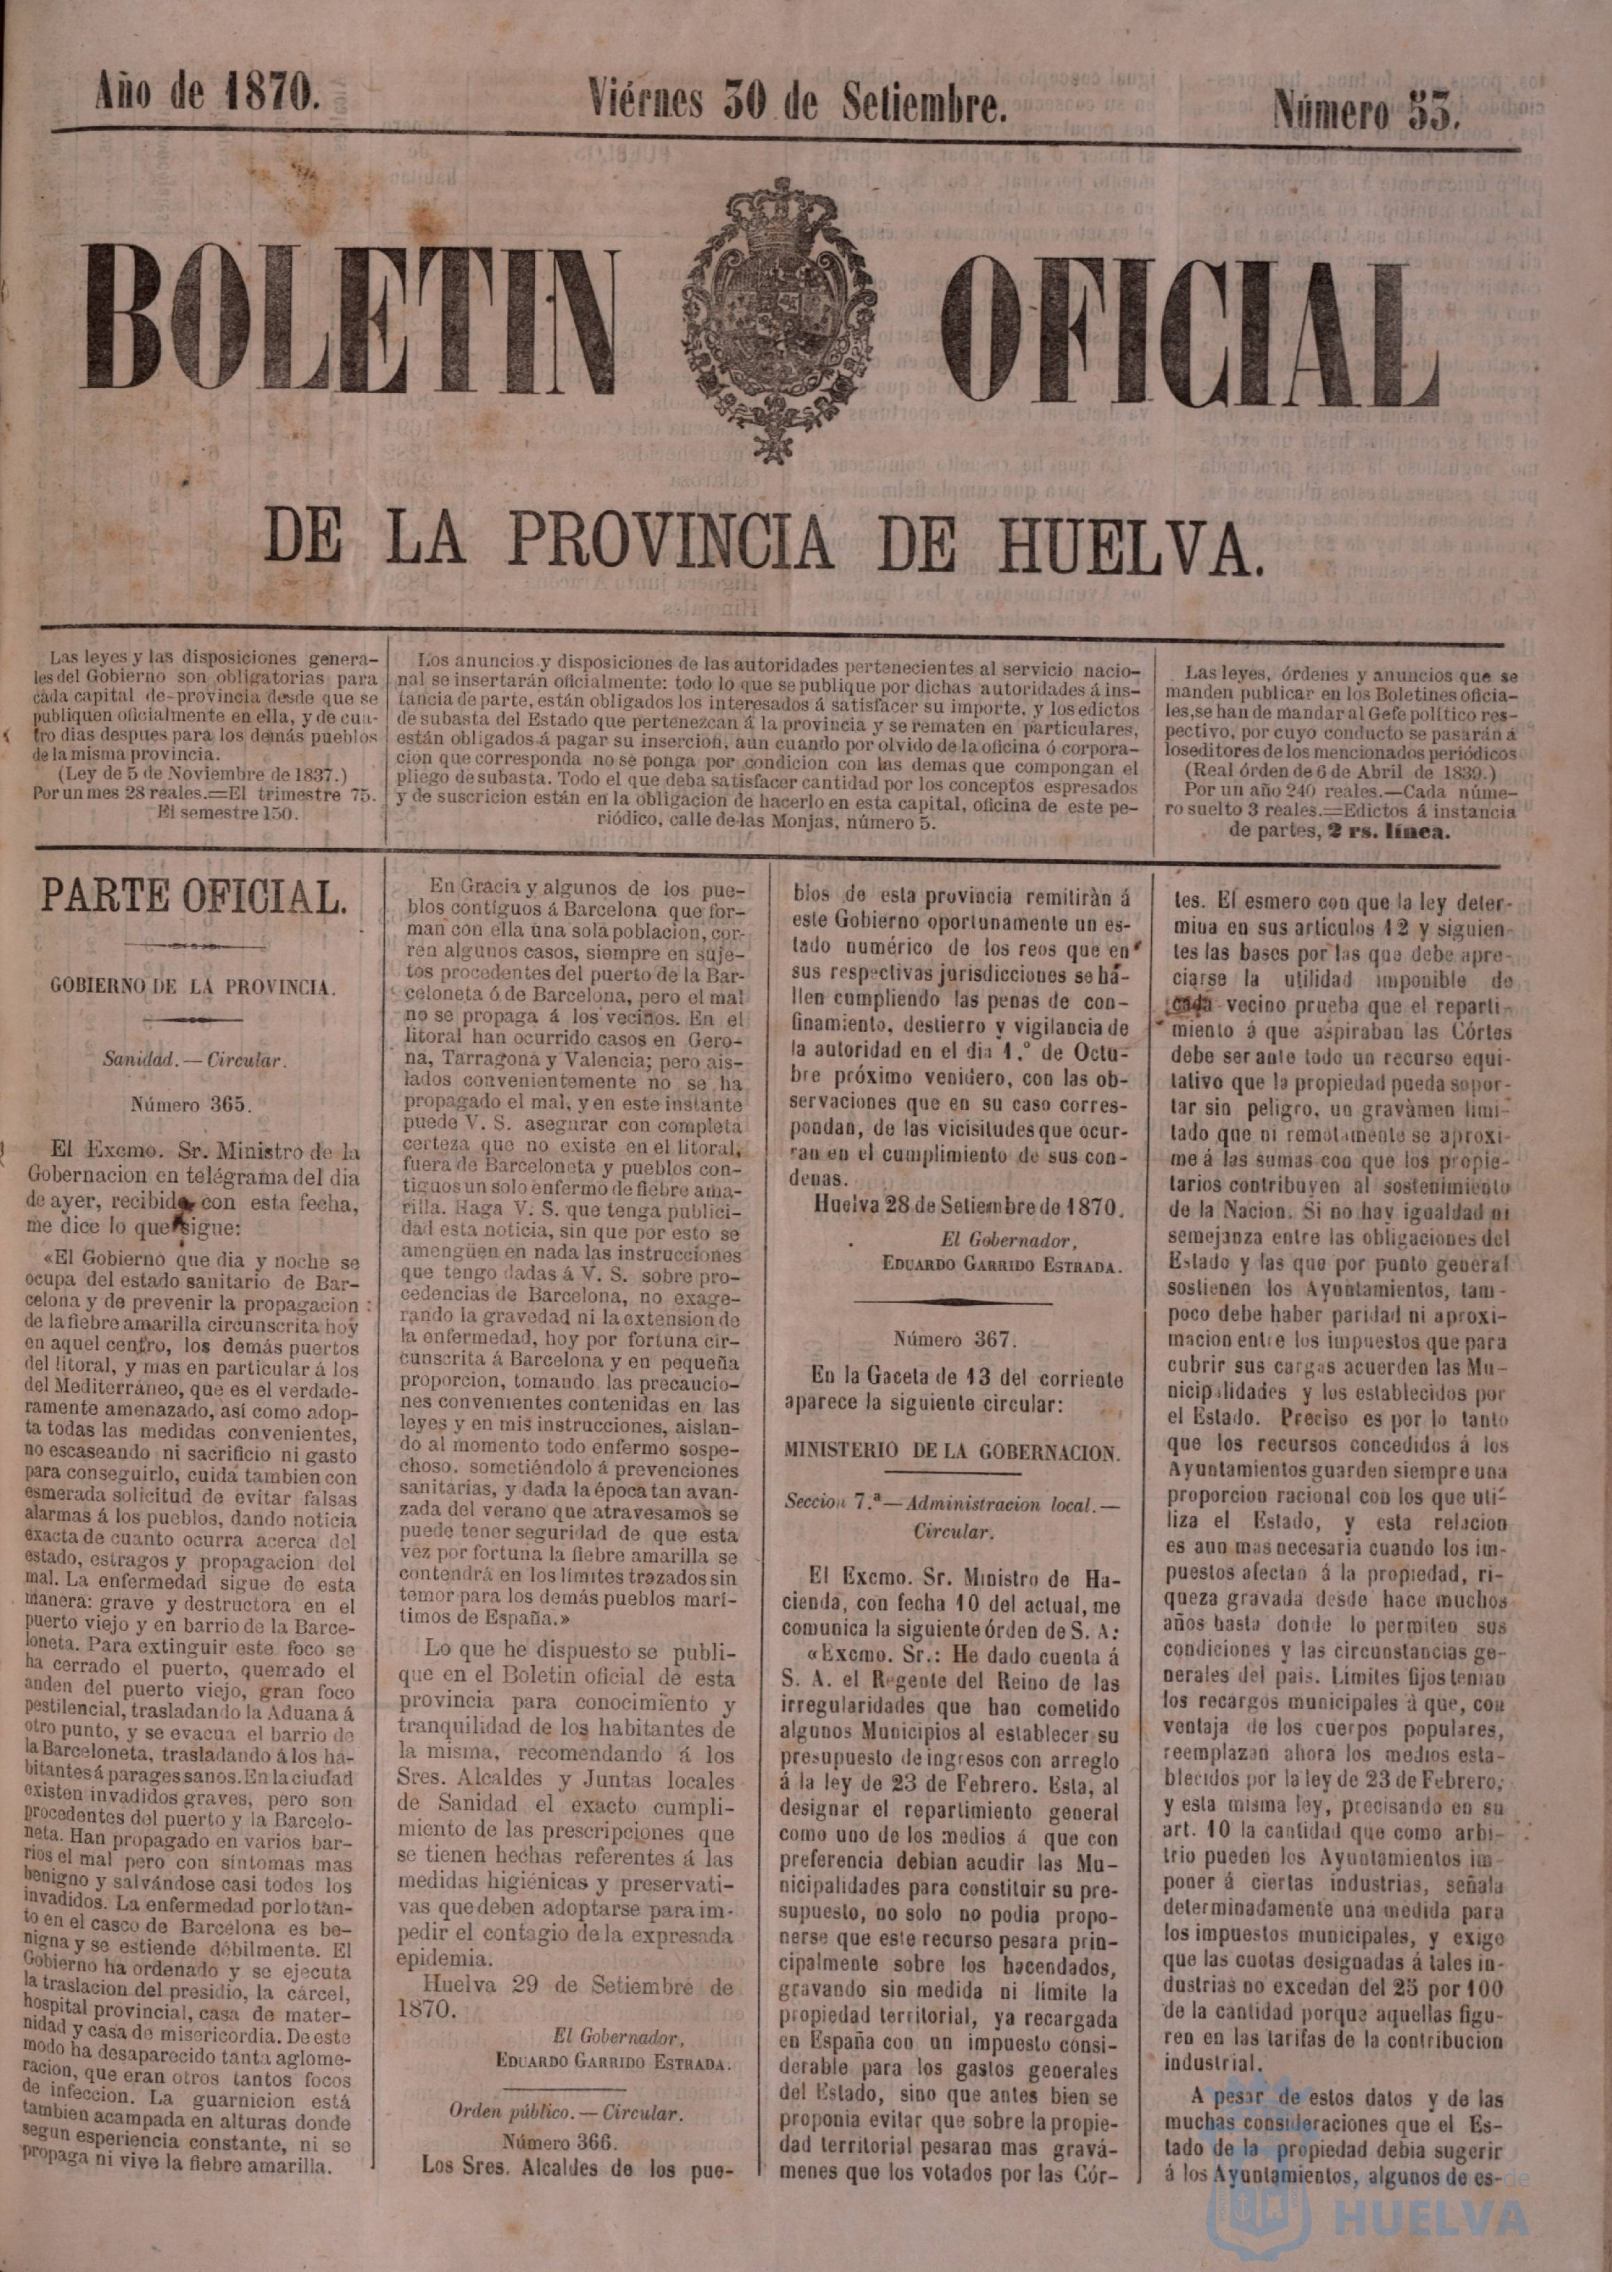 Año de 1870.
Viérnes 30 de Setiembre.
Número 53.
BOLETIN OFICIAL
DE LA PROVINCIA DE HUELVA.
Las leyes y las disposiciones genera-
les del Gobierno son obligatorias para
cada capital de provincia desde que se
publiquen oficialmente en ella, y de cua-
tro dias despues para los demás pueblos
de la misma provincia.
(Ley de 5 de Noviembre de 1837.)
Por un mes 28 reales.=El trimestre 75.
El semestre 150.
Los anuncios y disposiciones de las autoridades pertenecientes al servicio nacio-
nal se insertarán oficialmente: todo lo que se publique por dichas autoridades á ins-
tancia de parte, están obligados los interesados á satisfacer su importe, y los edictos
de subasta del Estado que pertenezcan á la provincia y se rematen en particulares,
están obligados á pagar su insercion, aun cuando por olvido de la oficina ó corpora-
cion que corresponda no se ponga por condicion con las demas que compongan el
pliego de subasta. Todo el que deba satisfacer cantidad por los conceptos espresados
y de suscricion están en la obligacion de hacerlo en esta capital, oficina de este pe-
riódico, calle de las Monjas, número 5.
Las leyes, órdenes y anuncios que se
manden publicar en los Boletines oficia-
les, se han de mandar al Gefe político res-
pectivo, por cuyo conducto se pasarán á
los editores de los mencionados periódicos
(Real órden de 6 de Abril de 1839.)
Por un año 240 reales.—Cada núme-
ro suelto 3 reales.=Edictos á instancia
de partes, 2 rs. línea.
PARTE OFICIAL.
GOBIERNO DE LA PROVINCIA.
Sanidad.—Circular.
Número 365.
El Excmo. Sr. Ministro de la
Gobernacion en telégrama del dia
de ayer, recibido con esta fecha,
me dice lo que sigue:
«El Gobierno que dia y noche se
ocupa del estado sanitario de Bar-
celona y de prevenir la propagacion
de la fiebre amarilla circunscrita hoy
en aquel centro, los demás puertos
del litoral, y mas en particular á los
del Mediterráneo, que es el verdade-
ramente amenazado, así como adop-
ta todas las medidas convenientes,
no escaseando ni sacrificio ni gasto
para conseguirlo, cuida tambien con
esmerada solicitud de evitar falsas
alarmas á los pueblos, dando noticia
exacta de cuanto ocurra acerca del
estado, estragos y propagacion del
mal. La enfermedad sigue de esta
manera: grave y destructora en el
puerto viejo y en barrio de la Barce-
loneta. Para extinguir este foco se
ha cerrado el puerto, quemado el
anden del puerto viejo, gran foco
pestilencial, trasladando la Aduana á
otro punto, y se evacua el barrio de
la Barceloneta, trasladando á los ha-
bitantes á parages sanos. En la ciudad
existen invadidos graves, pero son
procedentes del puerto y la Barcelo-
neta. Han propagado en varios bar-
rios el mal pero con síntomas mas
benigno y salvándose casi todos los
invadidos. La enfermedad por lo tan-
to en el casco de Barcelona es be-
nigna y se estiende débilmente. El
Gobierno ha ordenado y se ejecuta
la traslacion del presidio, la cárcel,
hospital provincial, casa de mater-
nidad y casa de misericordia. De este
modo ha desaparecido tanta aglome-
racion, que eran otros tantos focos
de infeccion. La guarnicion está
tambien acampada en alturas donde
segun esperiencia constante, ni se
propaga ni vive la fiebre amarilla.
En Gracia y algunos de los pue-
blos contiguos á Barcelona que for-
man con ella una sola poblacion, cor-
ren algunos casos, siempre en suje-
tos procedentes del puerto de la Bar-
celoneta ó de Barcelona, pero el mal
no se propaga á los vecinos. En el
litoral han ocurrido casos en Gero-
na, Tarragona y Valencia; pero ais-
lados convenientemente no se ha
propagado el mal, y en este instante
puede V. S. asegurar con completa
certeza que no existe en el litoral,
fuera de Barceloneta y pueblos con-
tiguos un solo enfermo de fiebre ama-
rilla. Haga V. S. que tenga publici-
dad esta noticia, sin que por esto se
amengüen en nada las instrucciones
que tengo dadas á V. S. sobre pro-
cedencias de Barcelona, no exage-
rando la gravedad ni la extension de
la enfermedad, hoy por fortuna cir-
cunscrita á Barcelona y en pequeña
proporcion, tomando las precaucio-
nes convenientes contenidas en las
leyes y en mis instrucciones, aislan-
do al momento todo enfermo sospe-
choso, sometiéndolo á prevenciones
sanitarias, y dada la época tan avan-
zada del verano que atravesamos se
puede tener seguridad de que esta
vez por fortuna la fiebre amarilla se
contendrá en los límites trazados sin
temor para los demás pueblos marí-
timos de España.»
Lo que he dispuesto se publi-
que en el Boletin oficial de esta
provincia para conocimiento y
tranquilidad de los habitantes de
la misma, recomendando á los
Sres. Alcaldes y Juntas locales
de Sanidad el exacto cumpli-
miento de las prescripciones que
se tienen hechas referentes á las
medidas higiénicas y preservati-
vas que deben adoptarse para im-
pedir el contagio de la expresada
epidemia.
Huelva 29 de Setiembre de
1870.
El Gobernador,
EDUARDO GARRIDO ESTRADA.
Orden público.—Circular.
Número 366.
Los Sres. Alcaldes de los pue-
blos de esta provincia remitirán á
este Gobierno oportunamente un es-
tado numérico de los reos que en
sus respectivas jurisdicciones se há-
llen cumpliendo las penas de con-
finamiento, destierro y vigilancia de
la autoridad en el dia 1.º de Octu-
bre próximo venidero, con las ob-
servaciones que en su caso corres-
pondan, de las vicisitudes que ocur-
ran en el cumplimiento de sus con-
denas.
Huelva 28 de Setiembre de 1870.
El Gobernador,
EDUARDO GARRIDO ESTRADA.
Número 367.
En la Gaceta de 13 del corriente
aparece la siguiente circular:
MINISTERIO DE LA GOBERNACION.
Seccion 7.ª—Administracion local.—
Circular.
El Excmo. Sr. Ministro de Ha-
cienda, con fecha 10 del actual, me
comunica la siguiente órden de S. A:
«Excmo. Sr.: He dado cuenta á
S. A. el Regente del Reino de las
irregularidades que han cometido
algunos Municipios al establecer su
presupuesto de ingresos con arreglo
á la ley de 23 de Febrero. Esta, al
designar el repartimiento general
como uno de los medios á que con
preferencia debian acudir las Mu-
nicipalidades para constituir su pre-
supuesto, no solo no podia propo-
nerse que este recurso pesara prin-
cipalmente sobre los hacendados,
gravando sin medida ni límite la
propiedad territorial, ya recargada
en España con un impuesto consi-
derable para los gastos generales
del Estado, sino que antes bien se
proponia evitar que sobre la propie-
dad territorial pesaran mas gravá-
menes que los votados por las Cór-
tes. El esmero con que la ley deter-
mina en sus artículos 12 y siguien-
tes las bases por las que debe apre-
ciarse la utilidad imponible de
cada vecino prueba que el reparti-
miento á que aspiraban las Córtes
debe ser ante todo un recurso equi-
tativo que la propiedad pueda sopor-
tar sin peligro, un gravàmen limi-
tado que ni remotamente se aproxi-
me á las sumas con que los propie-
tarios contribuyen al sostenimiento
de la Nacion. Si no hay igualdad ni
semejanza entre las obligaciones del
Estado y las que por punto general
sostienen los Ayuntamientos, tam-
poco debe haber paridad ni aproxi-
macion entre los impuestos que para
cubrir sus cargas acuerden las Mu-
nicipalidades y los establecidos por
el Estado. Preciso es por lo tanto
que los recursos concedidos á los
Ayuntamientos guarden siempre una
proporcion racional con los que uti-
liza el Estado, y esta relacion
es aun mas necesaria cuando los im-
puestos afectan á la propiedad, ri-
queza gravada desde hace muchos
años hasta donde lo permiten sus
condiciones y las circunstancias ge-
nerales del pais. Límites fijos tenian
los recargos municipales á que, con
ventaja de los cuerpos populares,
reemplazan ahora los medios esta-
blecidos por la ley de 23 de Febrero;
y esta misma ley, precisando en su
art. 10 la cantidad que como arbi-
trio pueden los Ayuntamientos im-
poner á ciertas industrias, señala
determinadamente una medida para
los impuestos municipales, y exige
que las cuotas designadas á tales in-
dustrias no excedan del 25 por 100
de la cantidad porque aquellas figu-
ren en las tarifas de la contribucion
industrial.
A pesar de estos datos y de las
muchas consideraciones que el Es-
tado de la propiedad debia sugerir
á los Ayuntamientos, algunos de es-
de
HUELVA